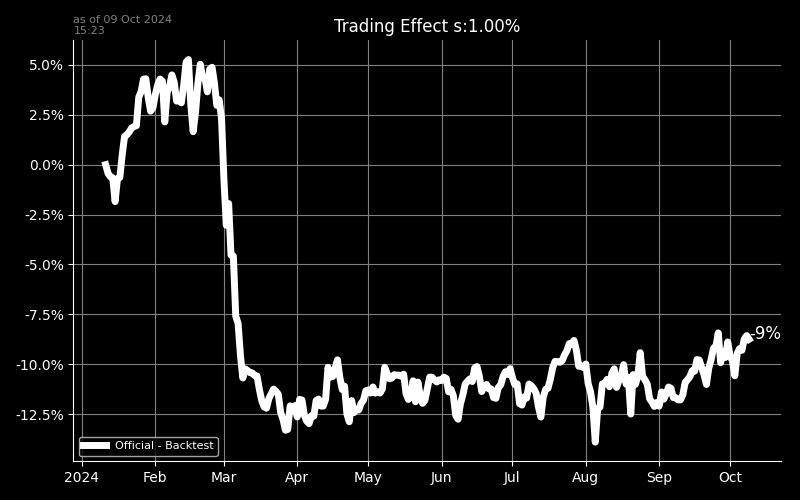 as of 09 Oct 2024
15:23
Trading Effect s:1.00%
5.0%
2.5%
0.0%
-2.5%
-5.0%
-7.5%
-10.0%
-12.5%
-9%
Official - Backtest
2024 Feb Mar Apr May Jun Jul Aug Sep Oct